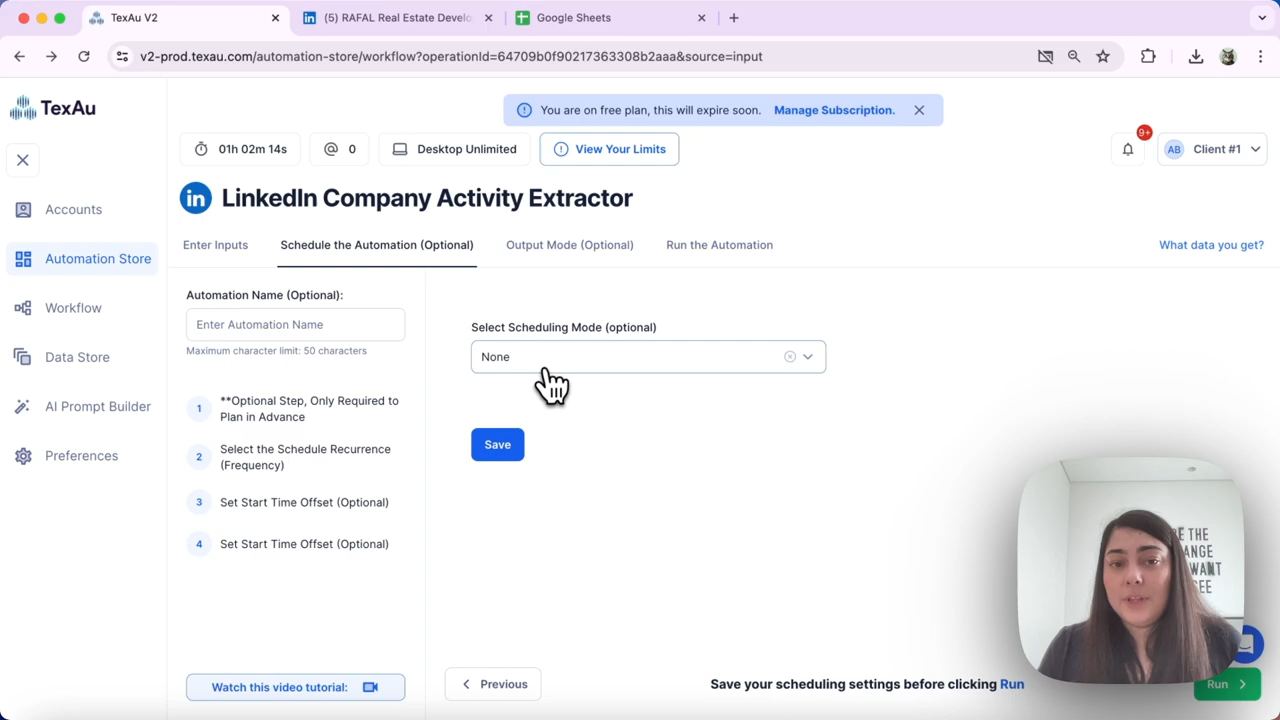 TexAu V2
(5) RAFAL Real Estate Develo
Google Sheets
v2-prod.texau.com/automation-store/workflow?operationId=64709b0f90217363308b2aaa&source=input
TexAu
You are on free plan, this will expire soon. Manage Subscription.
01h 02m 14s
0
Desktop Unlimited
View Your Limits
9+
AB
Client #1
LinkedIn Company Activity Extractor
Accounts
Automation Store
Workflow
Data Store
AI Prompt Builder
Preferences
Enter Inputs
Schedule the Automation (Optional)
Output Mode (Optional)
Run the Automation
What data you get?
Automation Name (Optional):
Enter Automation Name
Maximum character limit: 50 characters
1
**Optional Step, Only Required to
Plan in Advance
2
Select the Schedule Recurrence
(Frequency)
3
Set Start Time Offset (Optional)
4
Set Start Time Offset (Optional)
Watch this video tutorial:
Select Scheduling Mode (optional)
None
Save
Previous
Save your scheduling settings before clicking Run
Run
THE
WANT